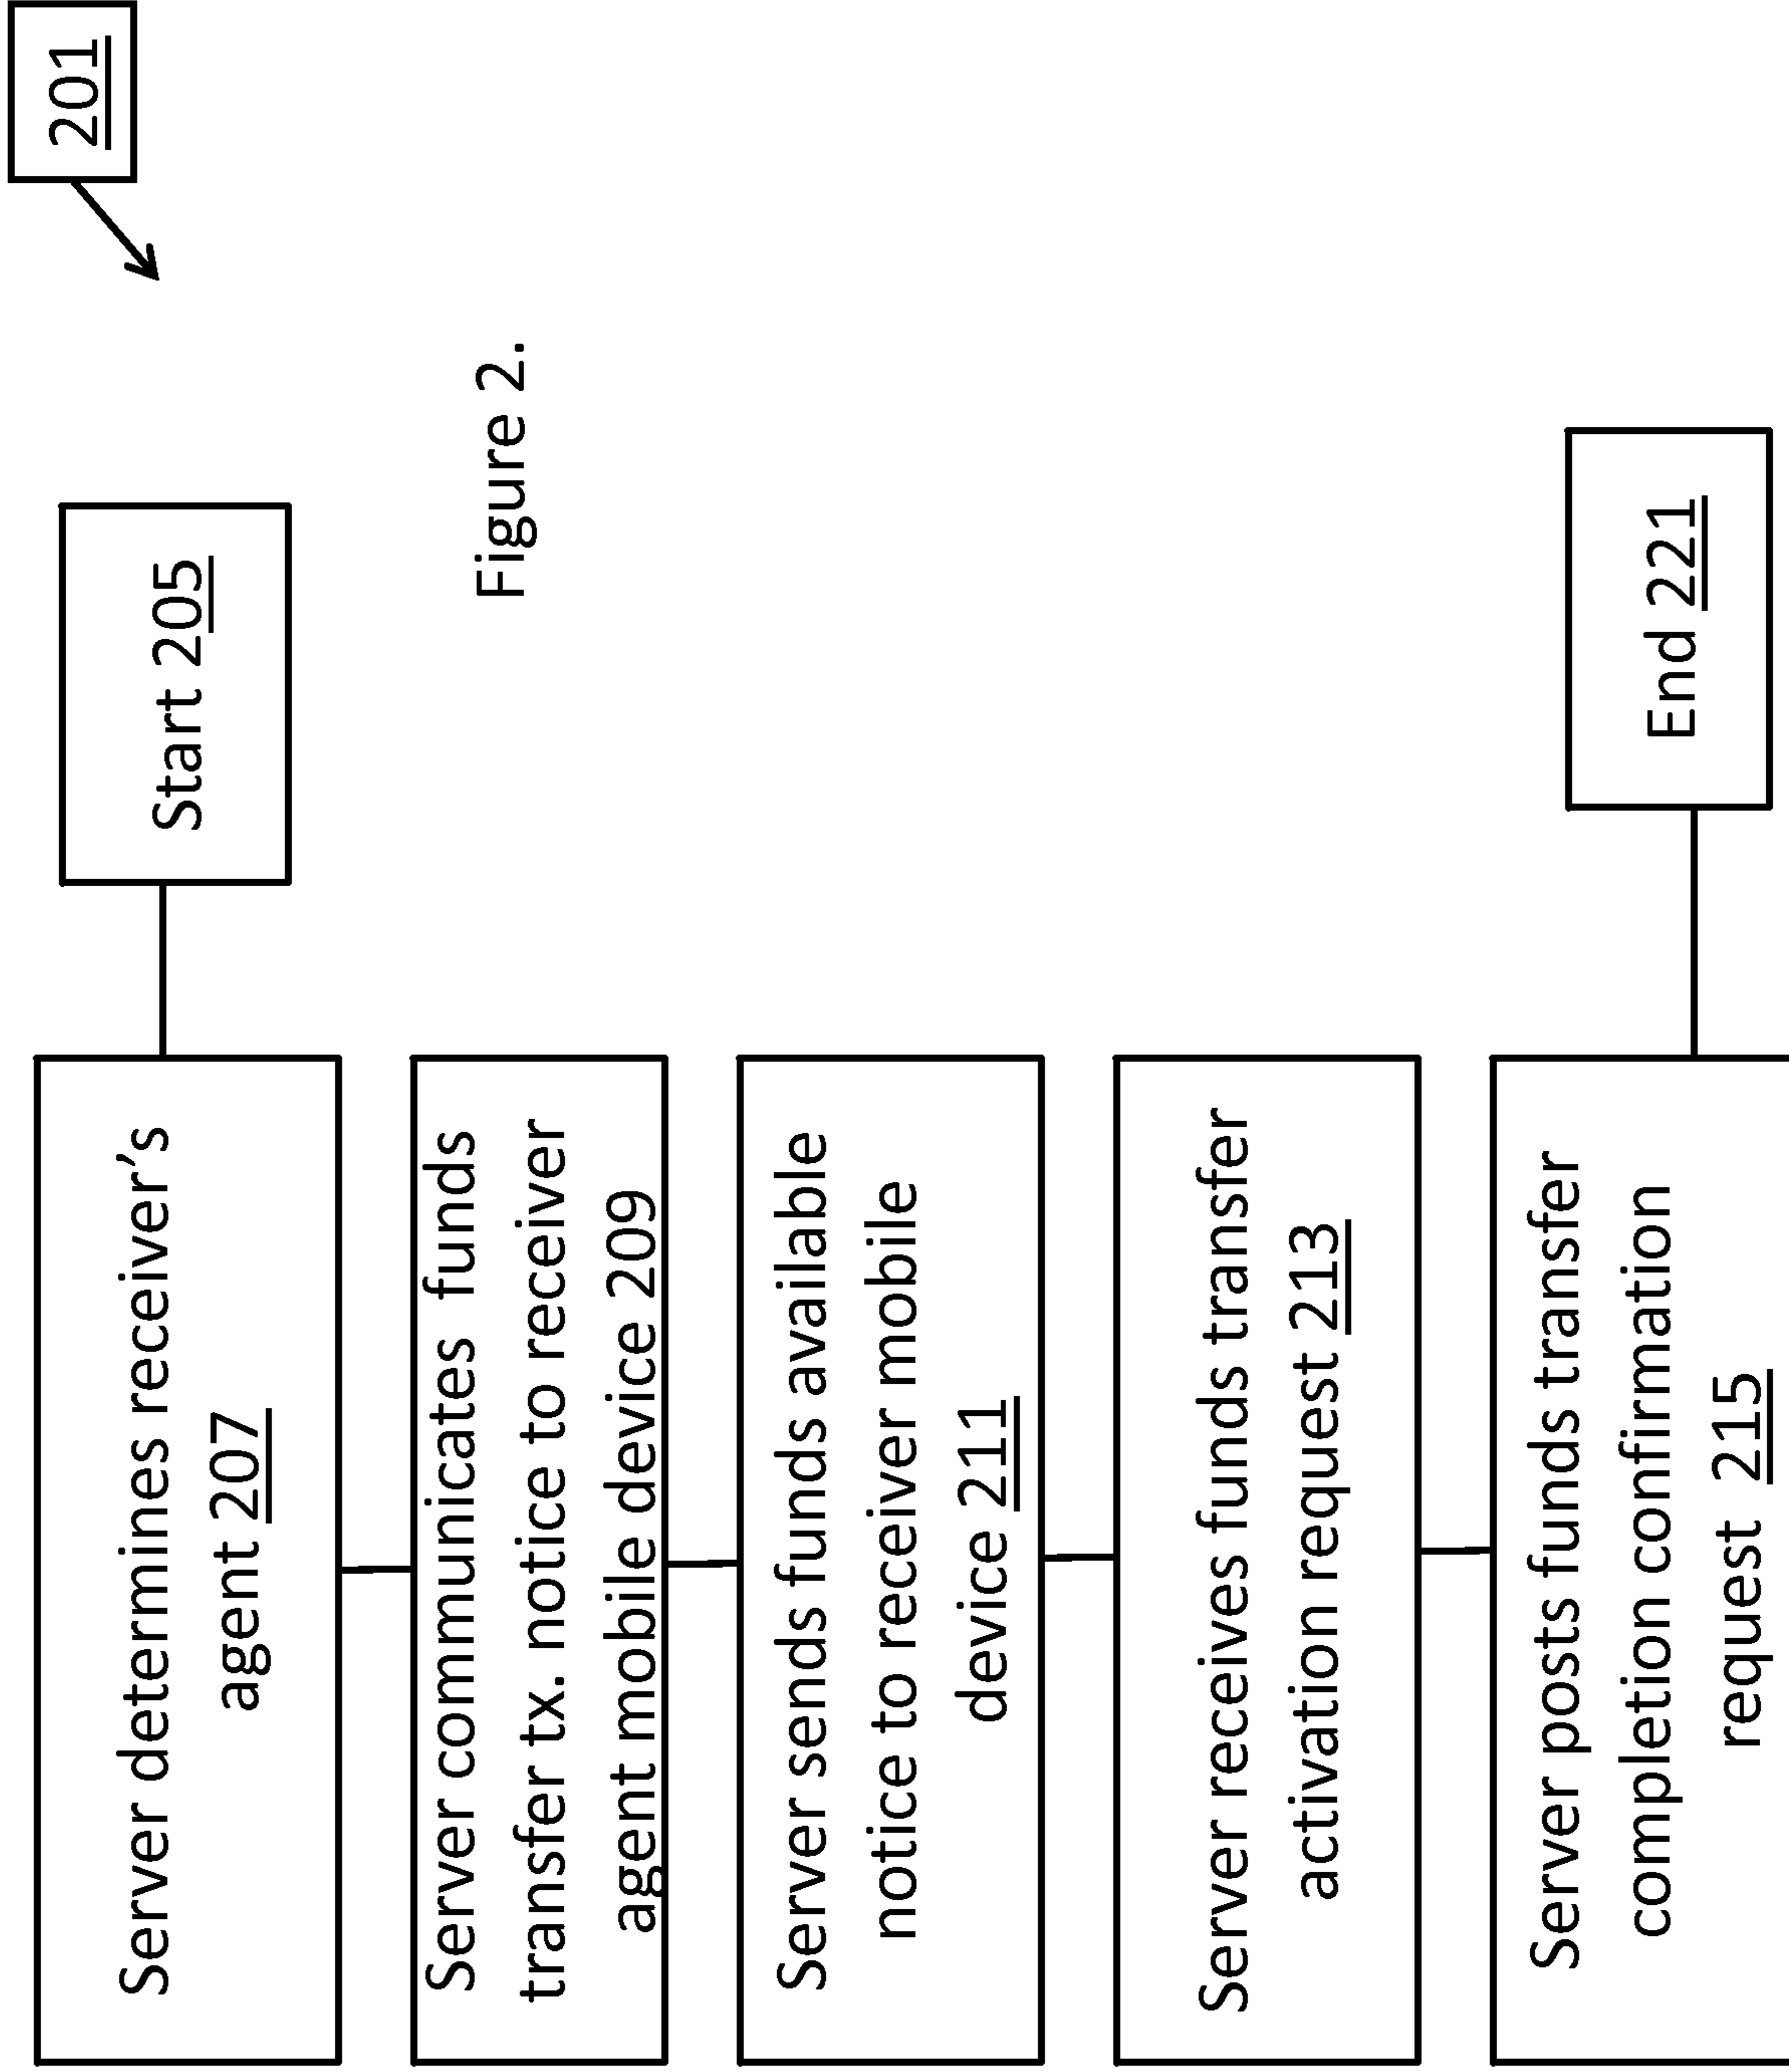 201
Start 205
Server determines receiver's
agent 207
Server communicates funds
transfer tx. notice to receiver
agent mobile device 209
Server sends funds available
notice to receiver mobile
device 211
Server receives funds transfer
activation request 213
Server posts funds transfer
completion confirmation
request 215
End 221
Figure 2.